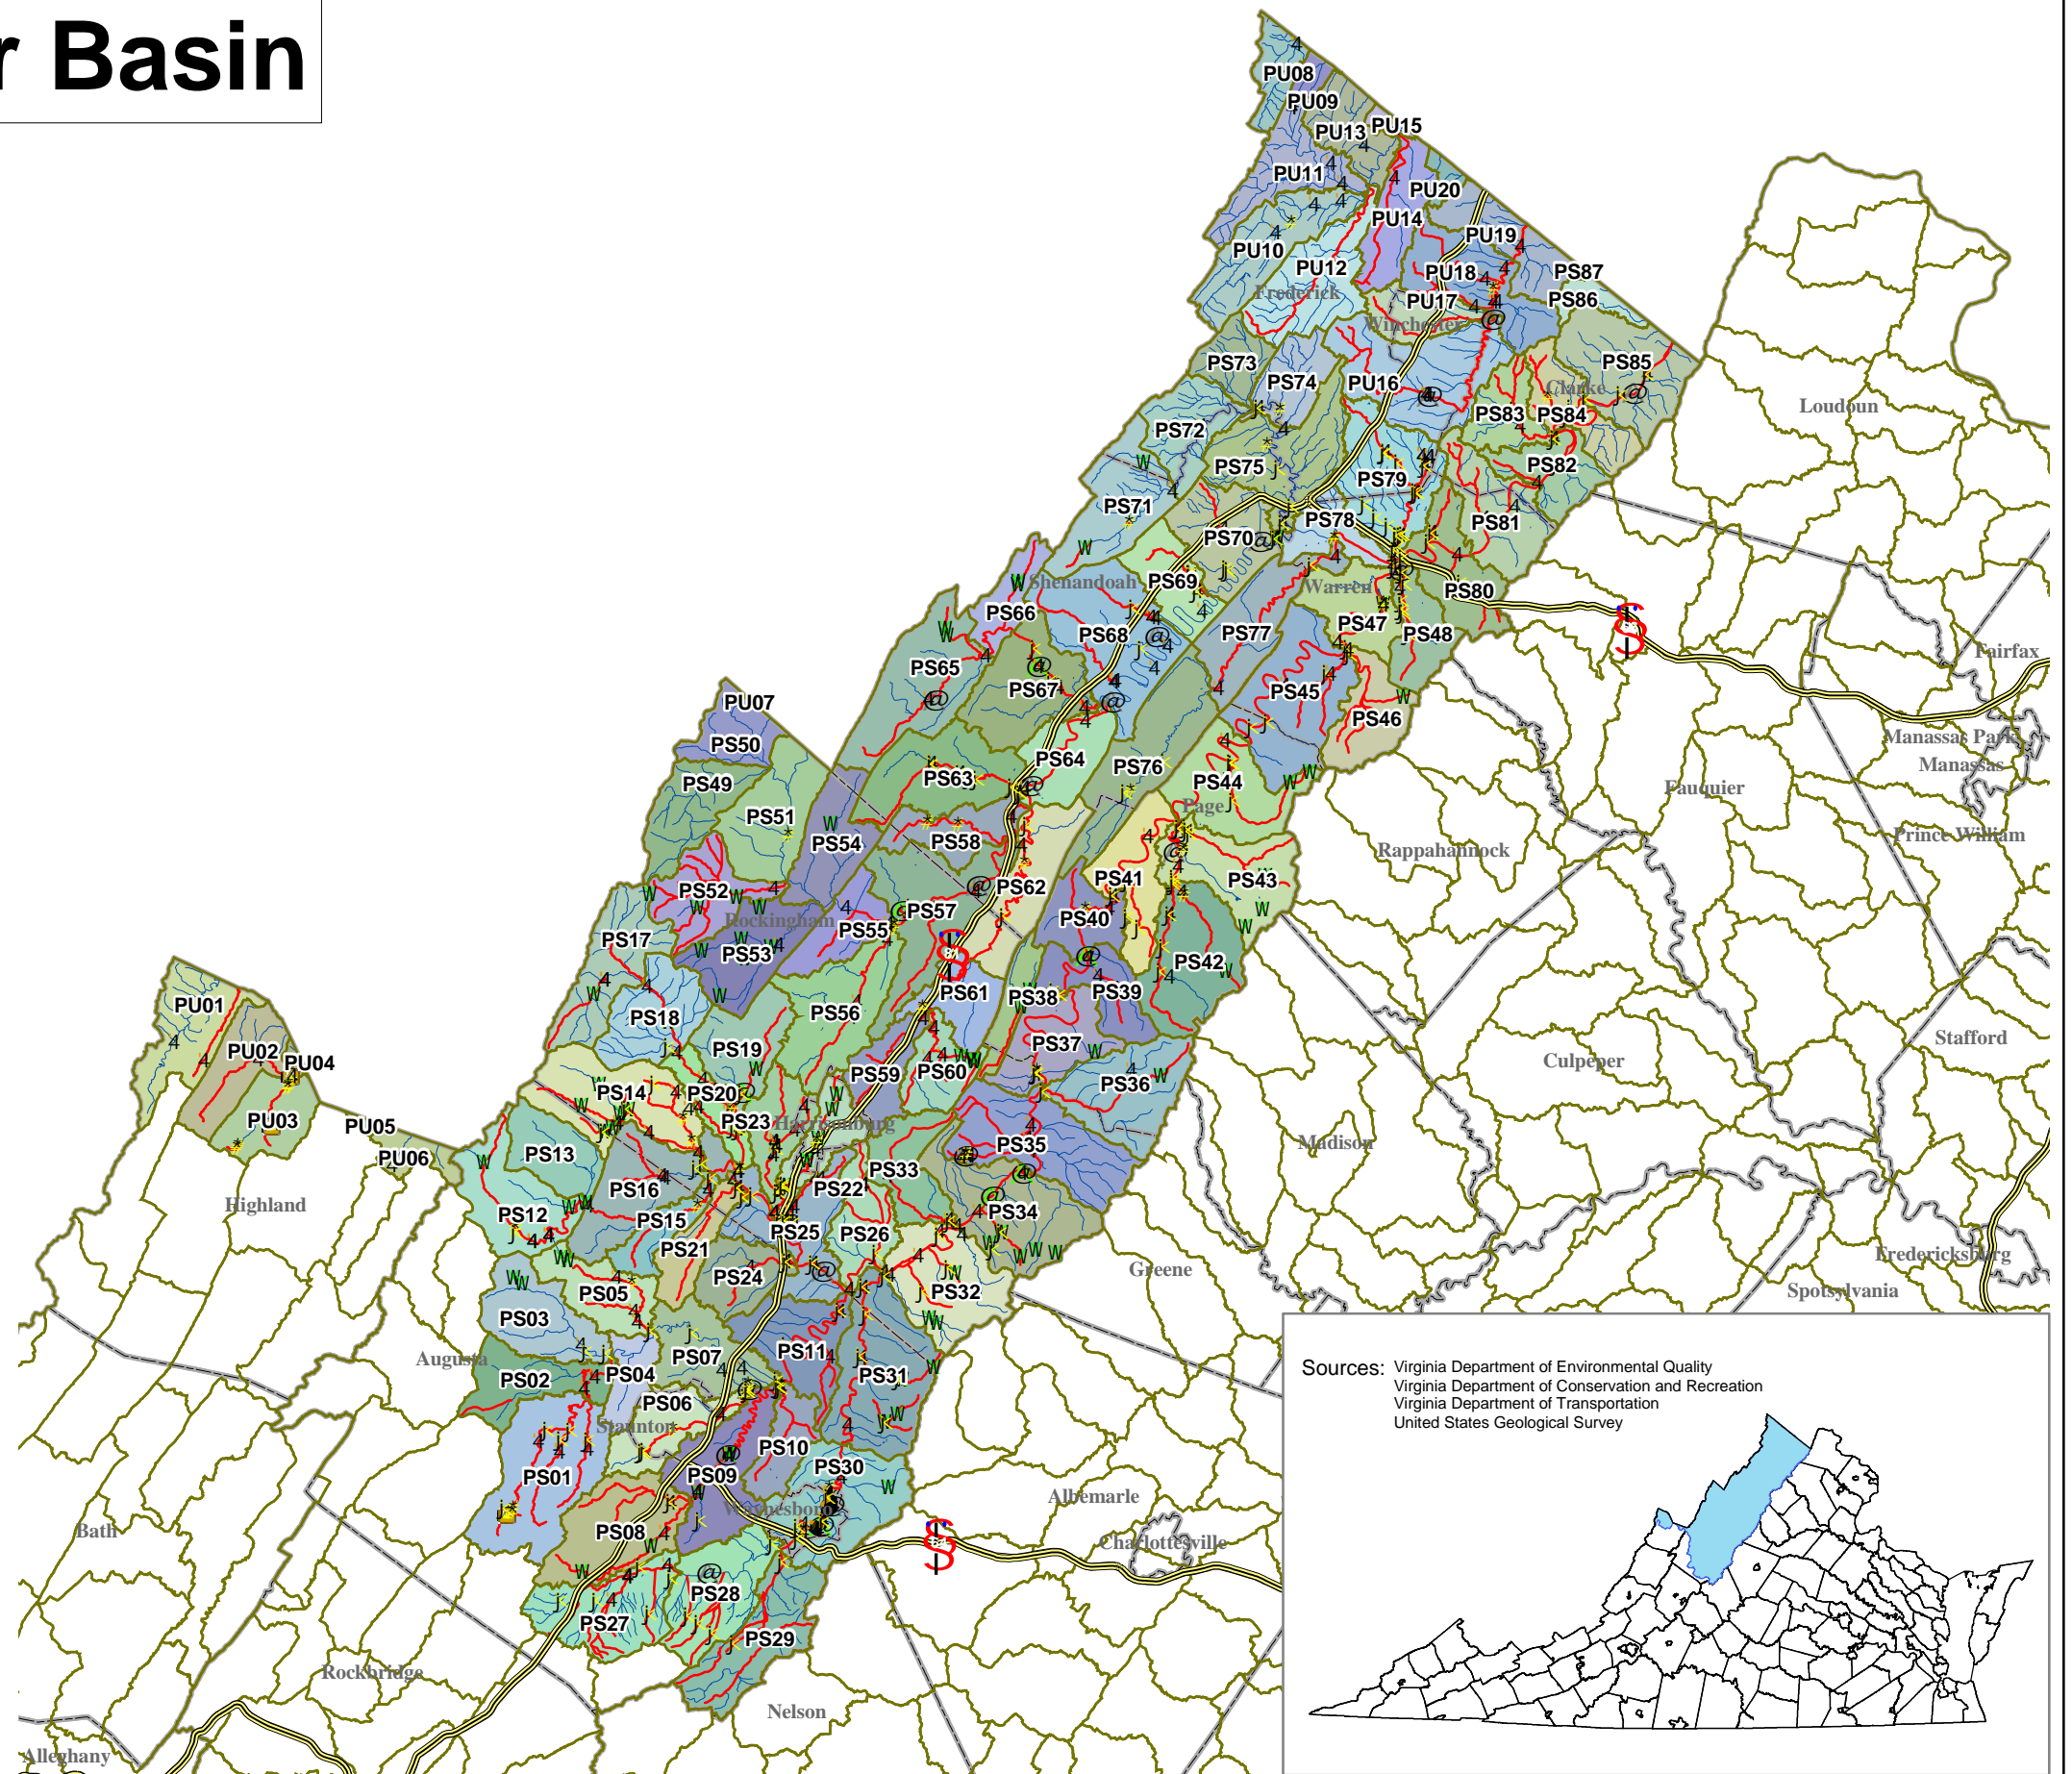 r Basin
PU08
PU09
PU13
PU15
PU11
PU20
PU14
PU10
PU19
PU12
PU18
PS87
Frederick
PU17
PS86
Winchester
PS73
PS85
PS74
PU16
Clarke
Loudoun
PS83
PS84
PS72
PS75
PS79
PS82
PS71
PS78
PS81
PS70
Shenandoah
PS69
Warren
PS80
PS66
PS47
PS68
PS77
PS48
Fairfax
PS65
PS67
PS45
PU07
PS46
PS50
Manassas Park
PS64
PS76
Manassas
PS49
PS63
PS44
Fauquier
Page
PS51
PS54
PS58
Prince William
Rappahannock
PS52
PS62
PS41
PS43
Rockingham
PS57
PS40
PS55
PS17
PS53
PS42
PU01
PS61
PS38
PS39
PS18
PS56
Stafford
PU02
PS19
PS37
PU04
Culpeper
PS59
PS60
PS36
PS14
PS20
PU03
PS23
Harrisonburg
PU05
PS35
Madison
PS13
PU06
PS33
PS16
PS22
Highland
PS12
PS15
PS34
PS25
PS26
PS21
Fredericksburg
Greene
PS24
PS05
PS32
Spotsylvania
PS03
PS07
PS11
Augusta
PS02
PS04
PS31
PS06
Staunton
PS10
PS01
PS09
PS30
Albemarle
Waynesboro
Bath
PS08
Charlottesville
PS28
PS27
PS29
Rockbridge
Nelson
Alleghany
Sources: Virginia Department of Environmental Quality
Virginia Department of Conservation and Recreation
Virginia Department of Transportation
United States Geological Survey